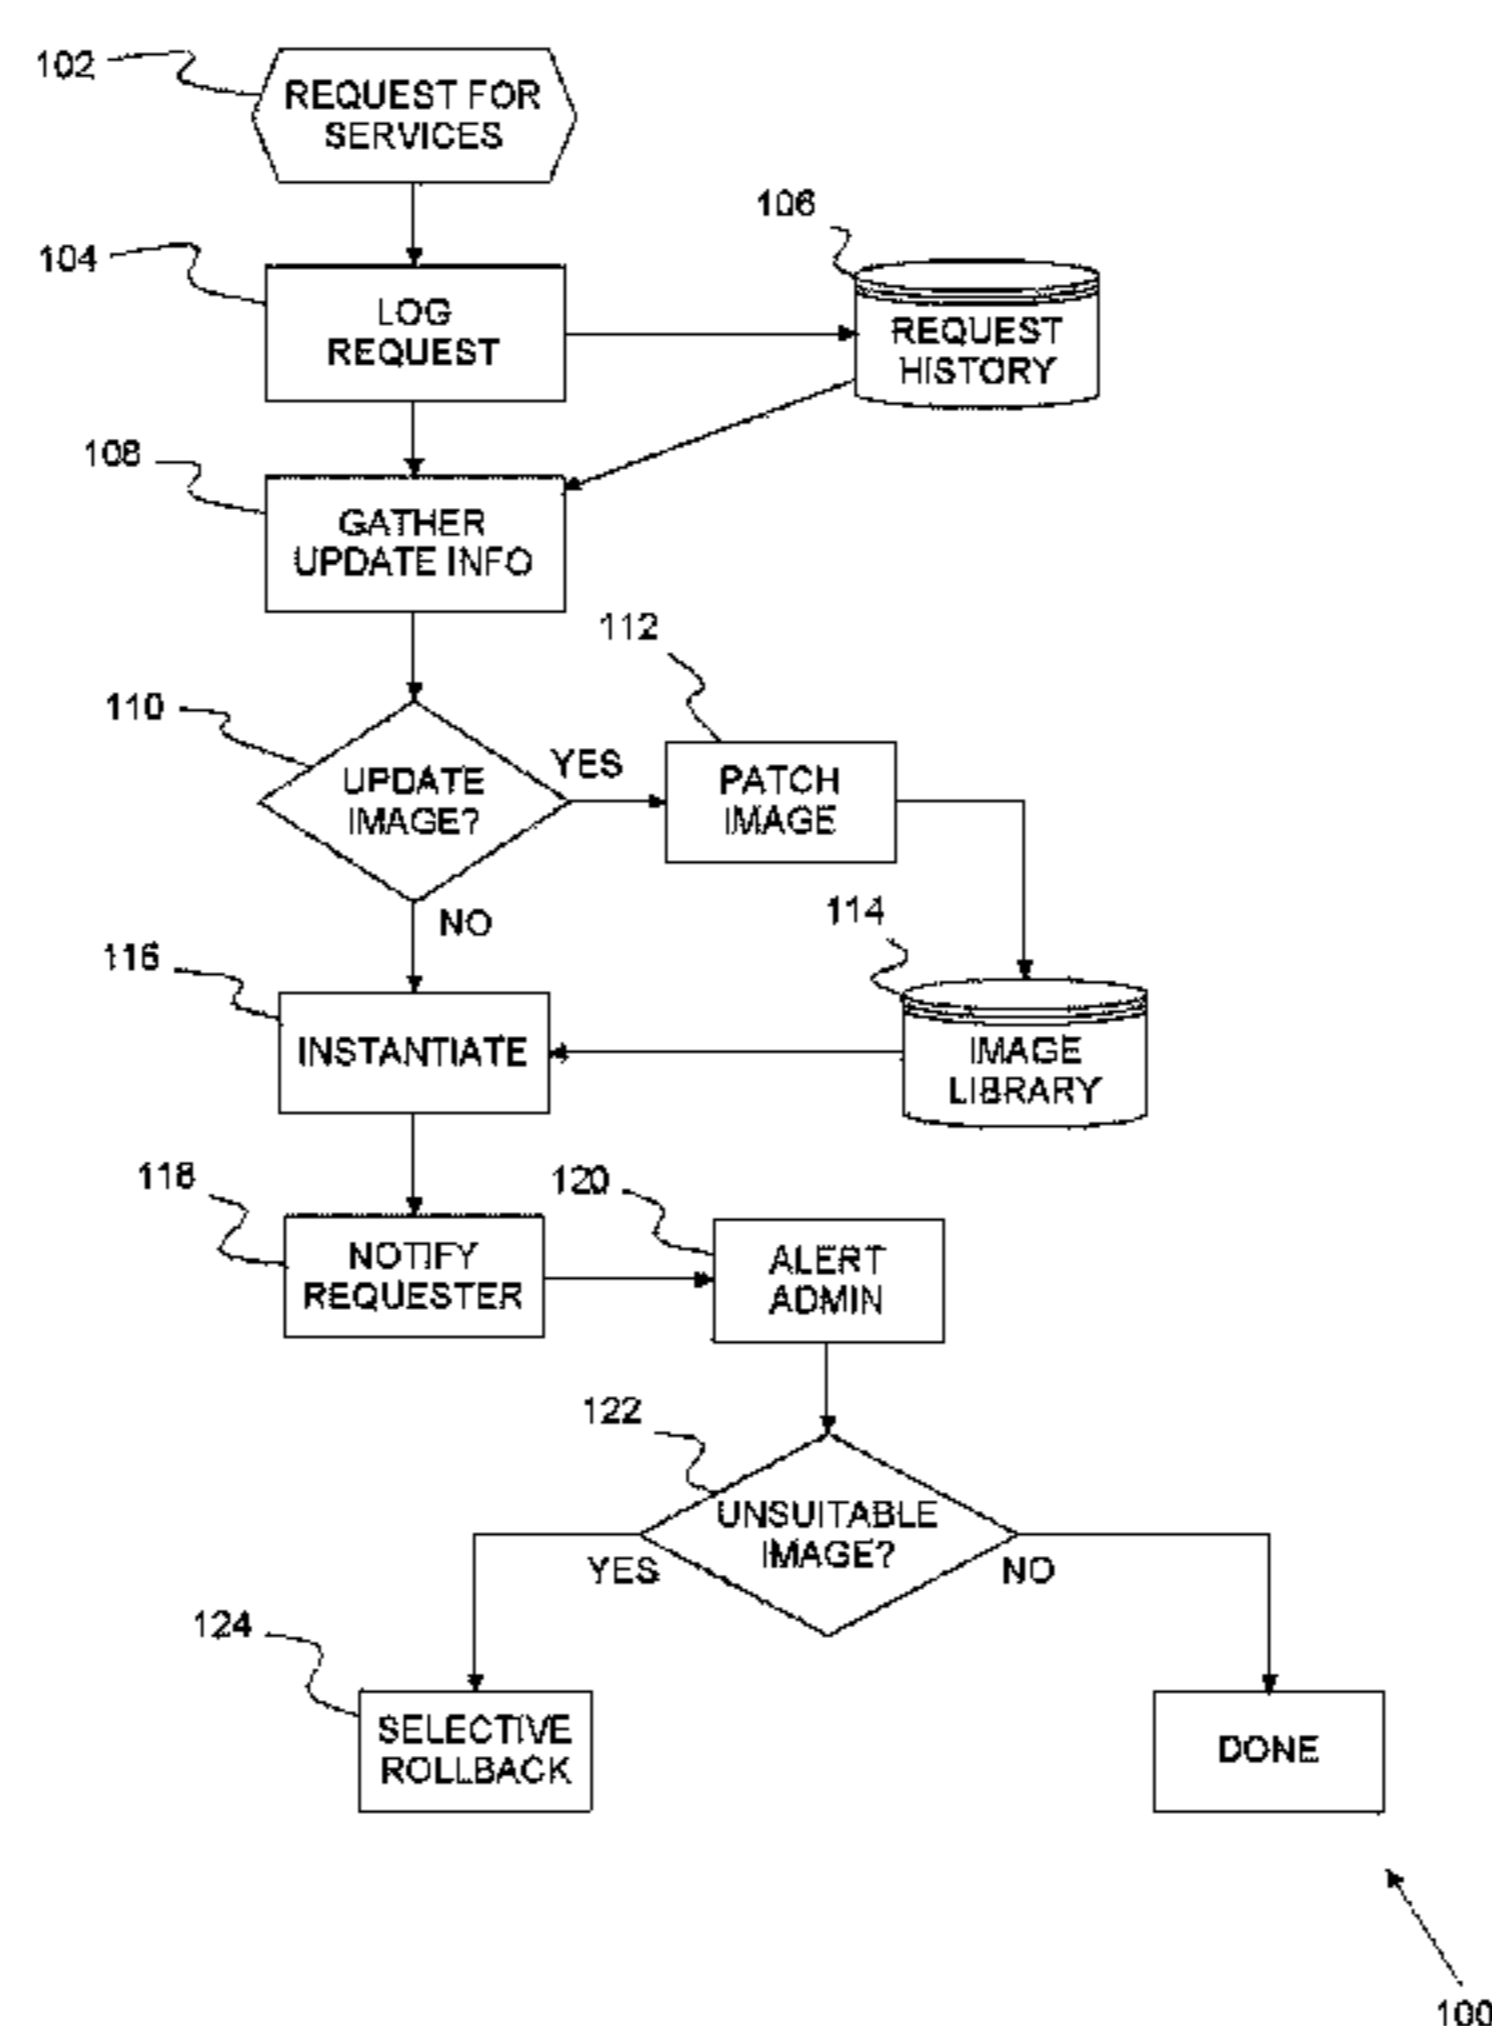 102
REQUEST FOR
SERVICES
106
104
LOG
REQUEST
REQUEST
HISTORY
108
GATHER
UPDATE INFO
112
110
UPDATE
IMAGE?
YES
PATCH
IMAGE
NO
114
116
INSTANTIATE
IMAGE
LIBRARY
118
120
NOTIFY
REQUESTER
ALERT
ADMIN
122
UNSUITABLE
IMAGE?
YES
NO
124
SELECTIVE
ROLLBACK
DONE
100